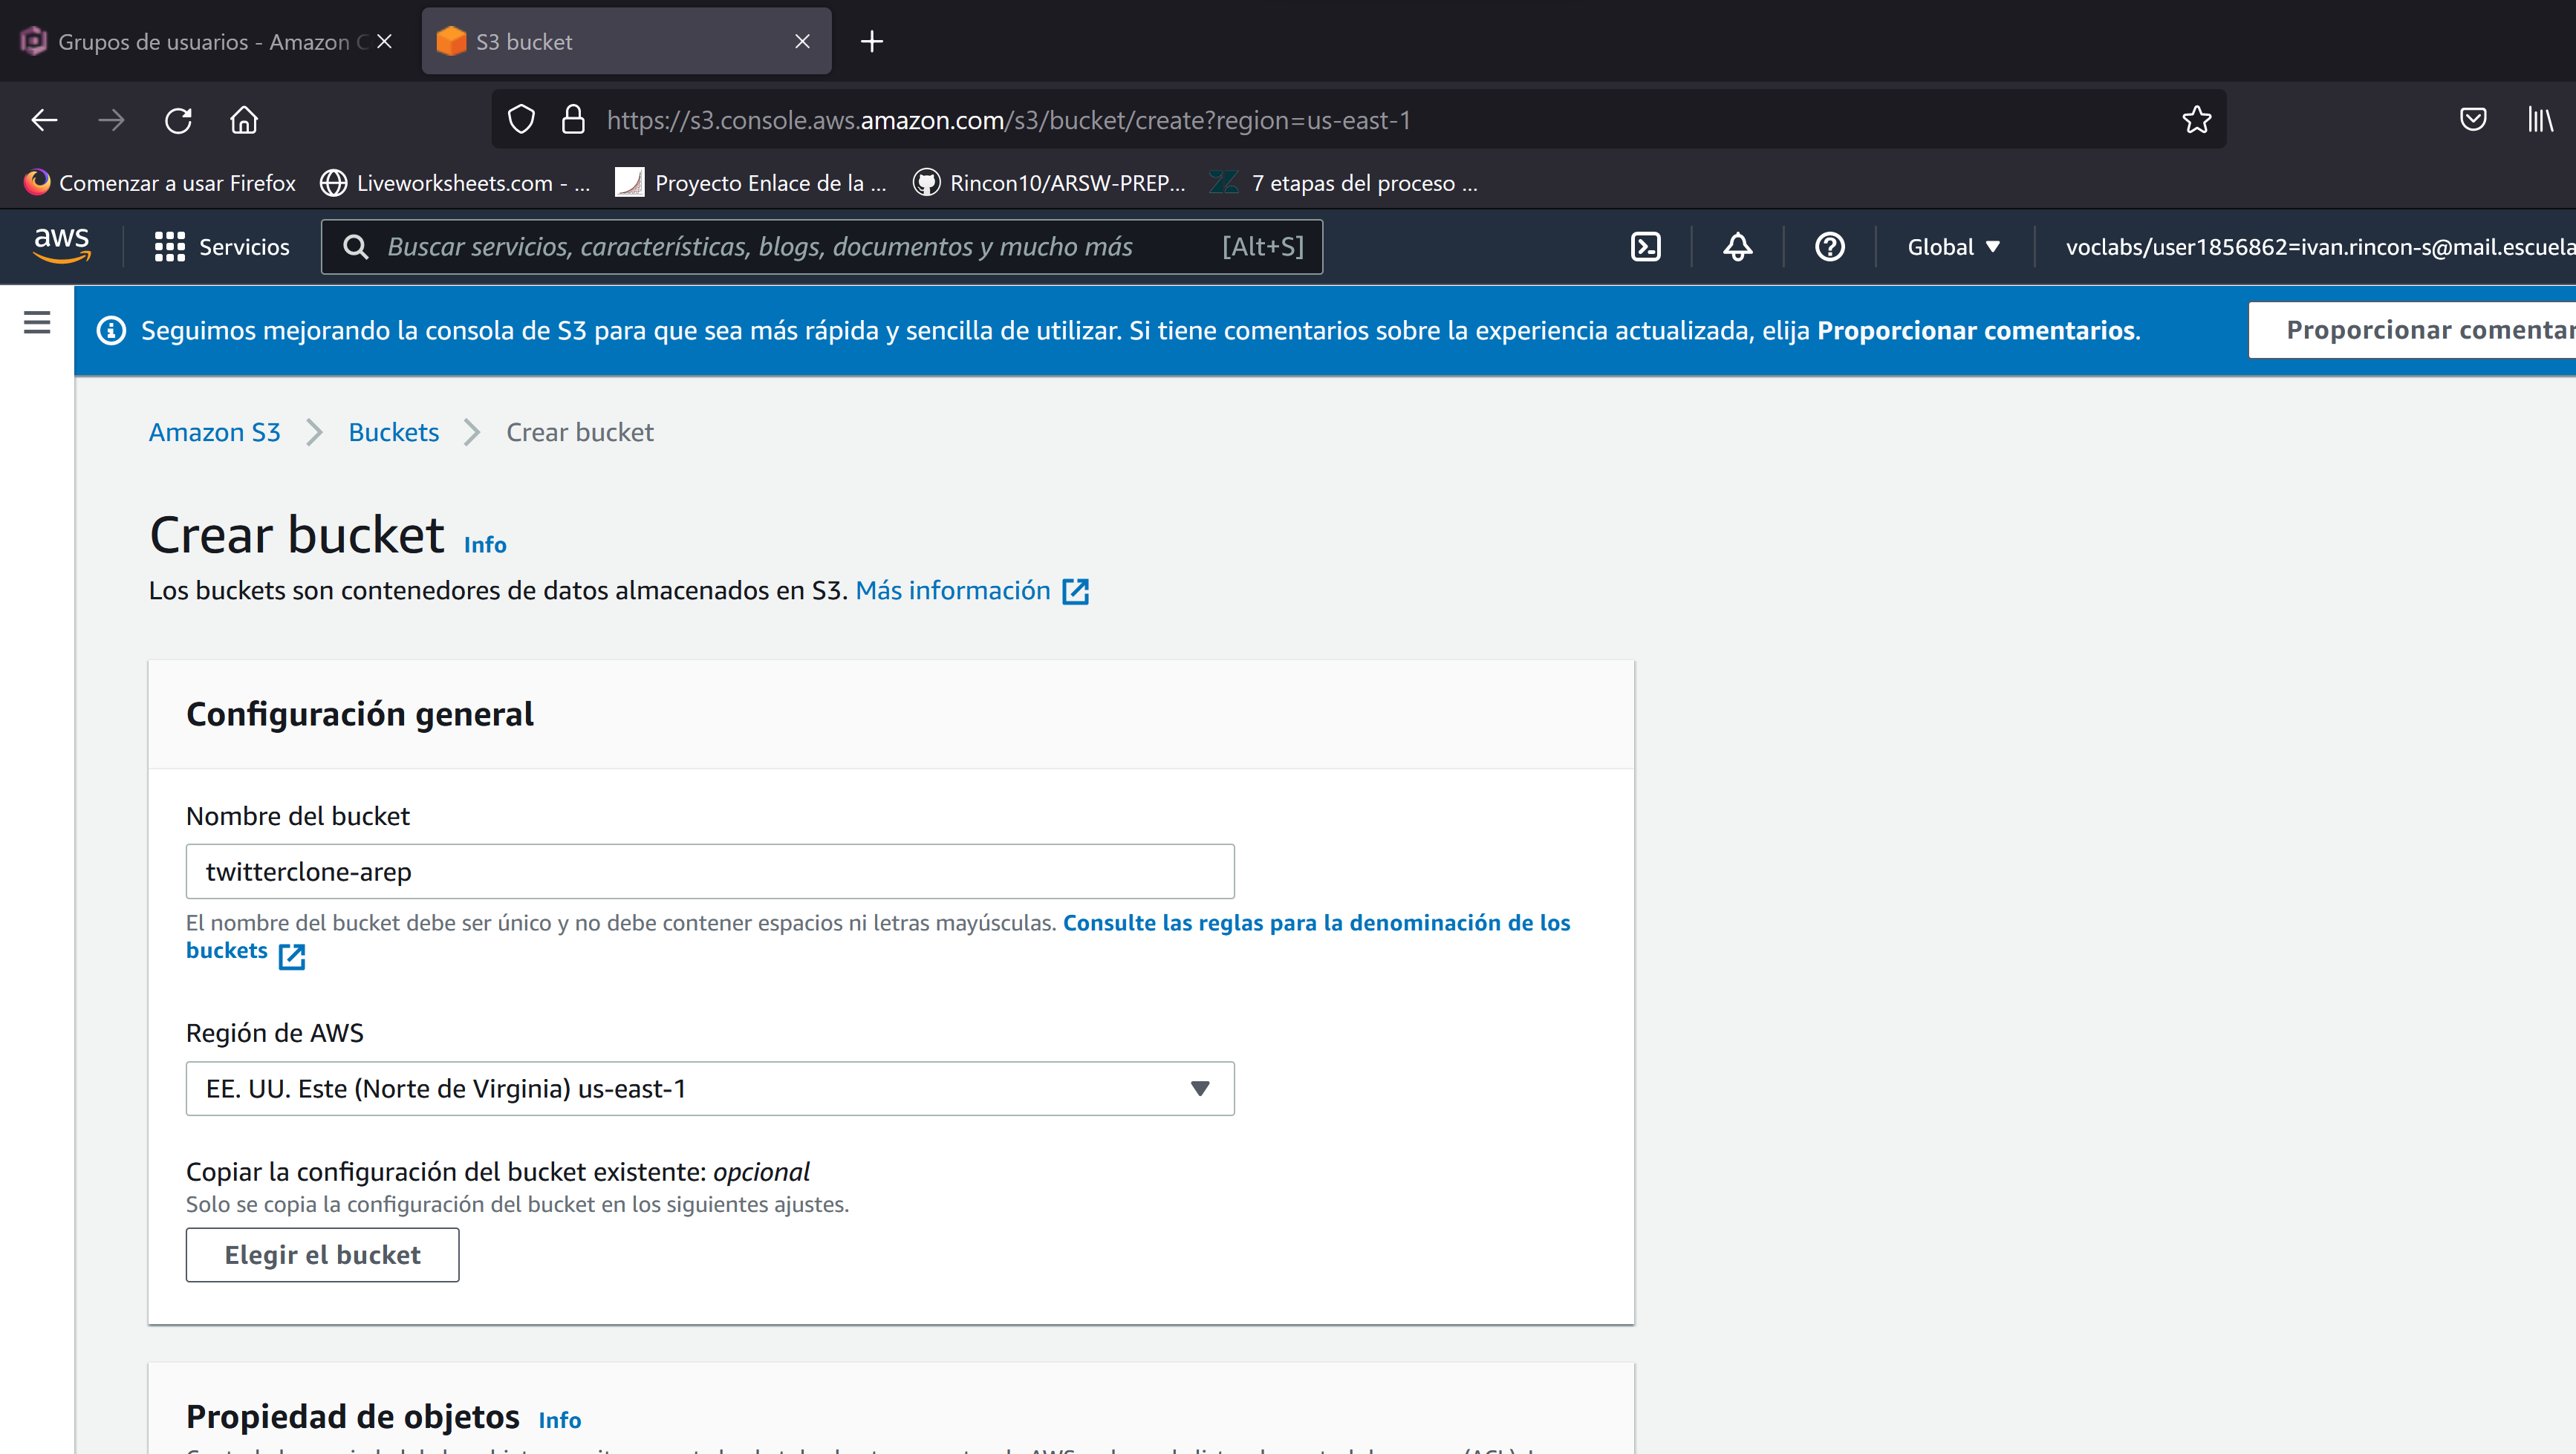 Grupos de usuarios - Amazon C
S3 bucket
https://s3.console.aws.amazon.com/s3/bucket/create?region=us-east-1
Comenzar a usar Firefox
Liveworksheets.com - ...
Proyecto Enlace de la ...
Rincon10/ARSW-PREP...
7 etapas del proceso ...
aws
Servicios
Buscar servicios, características, blogs, documentos y mucho más
[Alt+S]
Global
voclabs/user1856862=ivan.rincon-s@mail.escuela
Seguimos mejorando la consola de S3 para que sea más rápida y sencilla de utilizar. Si tiene comentarios sobre la experiencia actualizada, elija Proporcionar comentarios.
Proporcionar comentar
Amazon S3
Buckets
Crear bucket
Crear bucket Info
Los buckets son contenedores de datos almacenados en S3. Más información
Configuración general
Nombre del bucket
twitterclone-arep
El nombre del bucket debe ser único y no debe contener espacios ni letras mayúsculas. Consulte las reglas para la denominación de los
buckets
Región de AWS
EE. UU. Este (Norte de Virginia) us-east-1
Copiar la configuración del bucket existente: opcional
Solo se copia la configuración del bucket en los siguientes ajustes.
Elegir el bucket
Propiedad de objetos Info